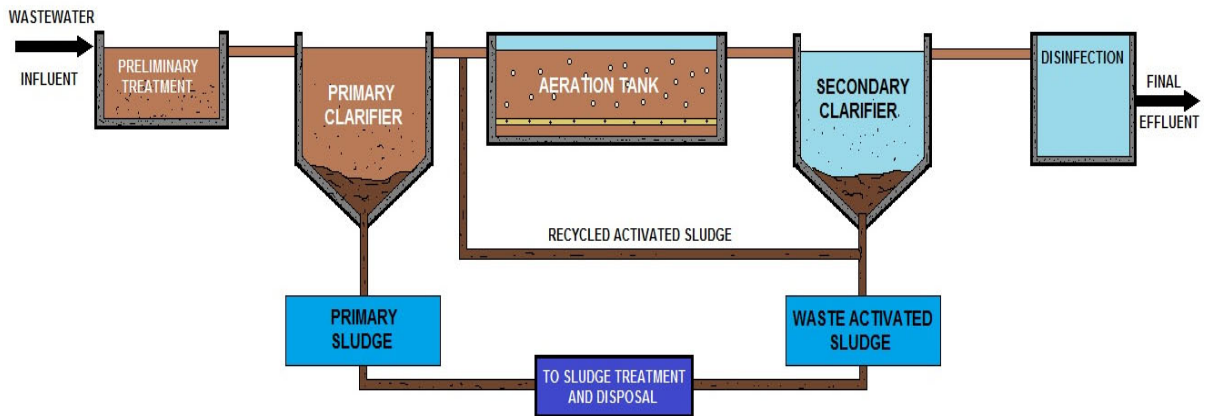 WASTEWATER
INFLUENT
PRELIMINARY
TREATMENT
PRIMARY
CLARIFIER
AERATION TANK
SECONDARY
CLARIFIER
DISINFECTION
FINAL
EFFLUENT
RECYCLED ACTIVATED SLUDGE
PRIMARY
SLUDGE
WASTE ACTIVATED
SLUDGE
TO SLUDGE TREATMENT
AND DISPOSAL